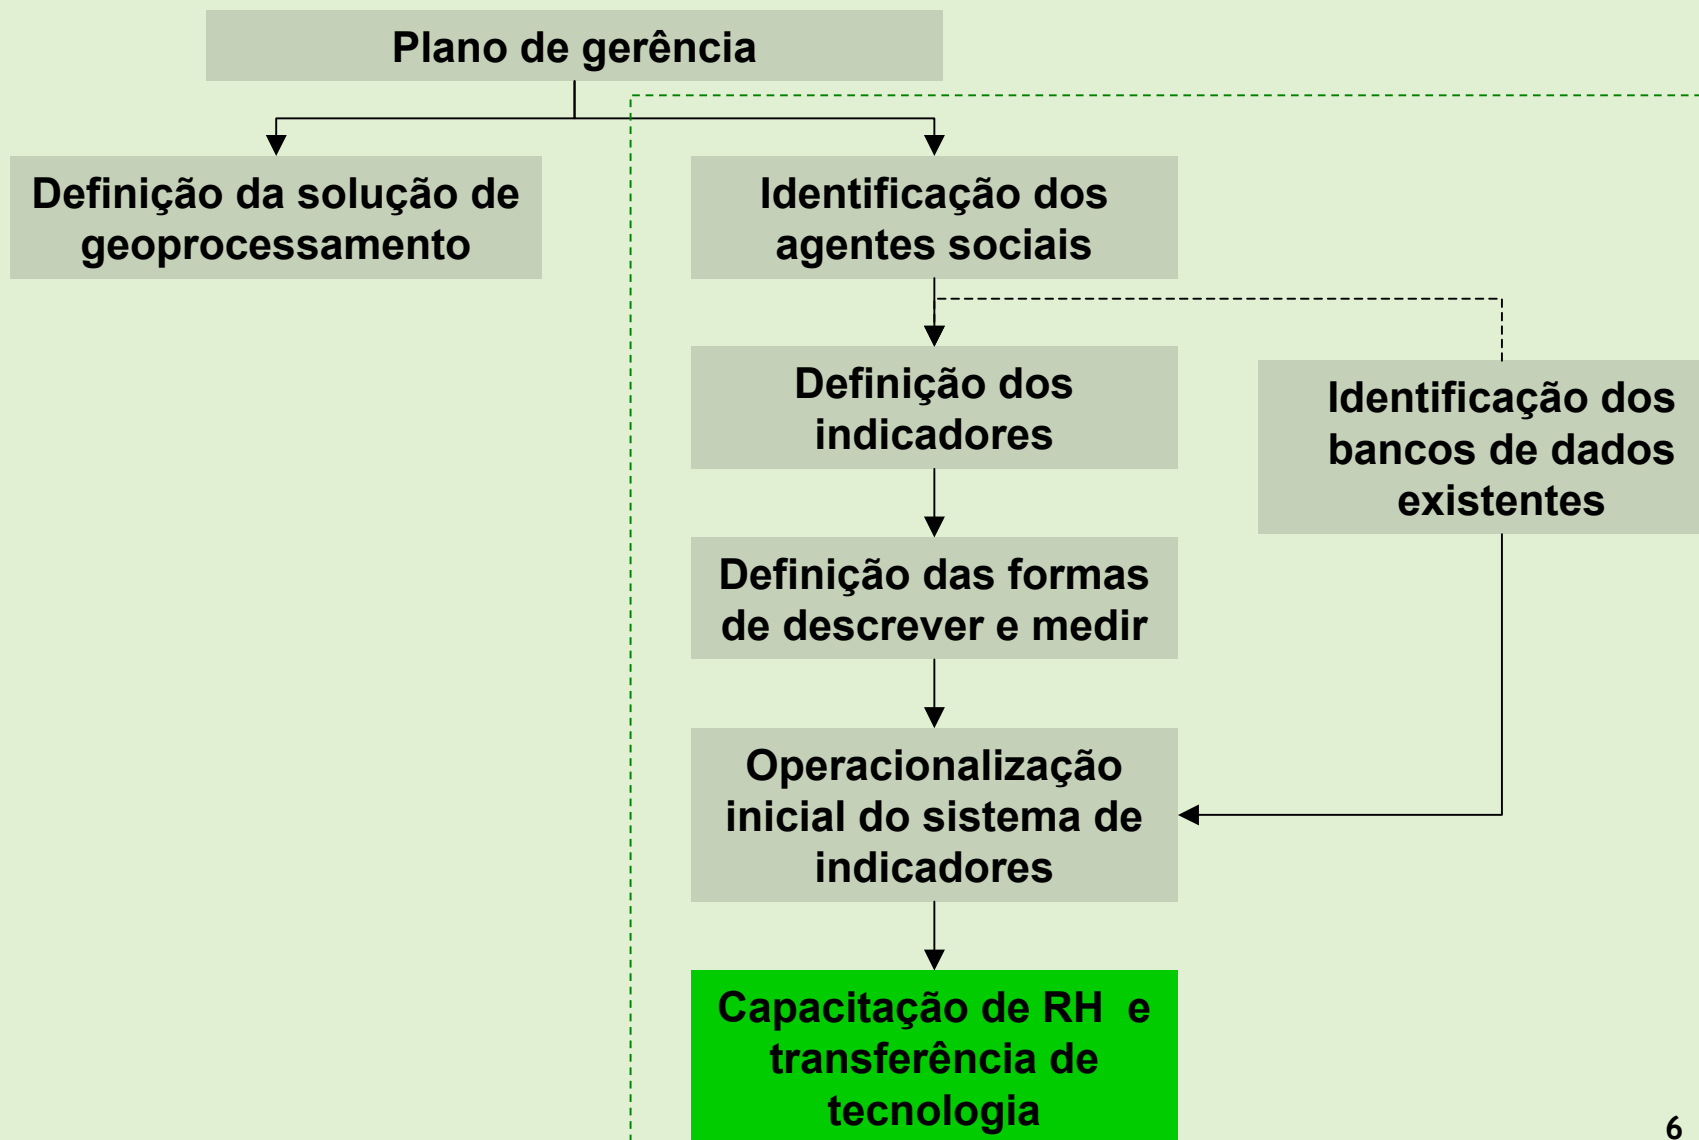 Plano de gerência
Definição da solução de
geoprocessamento
Identificação dos
agentes sociais
Definição dos
indicadores
Identificação dos
bancos de dados
existentes
Definição das formas
de descrever e medir
Operacionalização
inicial do sistema de
indicadores
Capacitação de RH e
transferência de
tecnologia
6